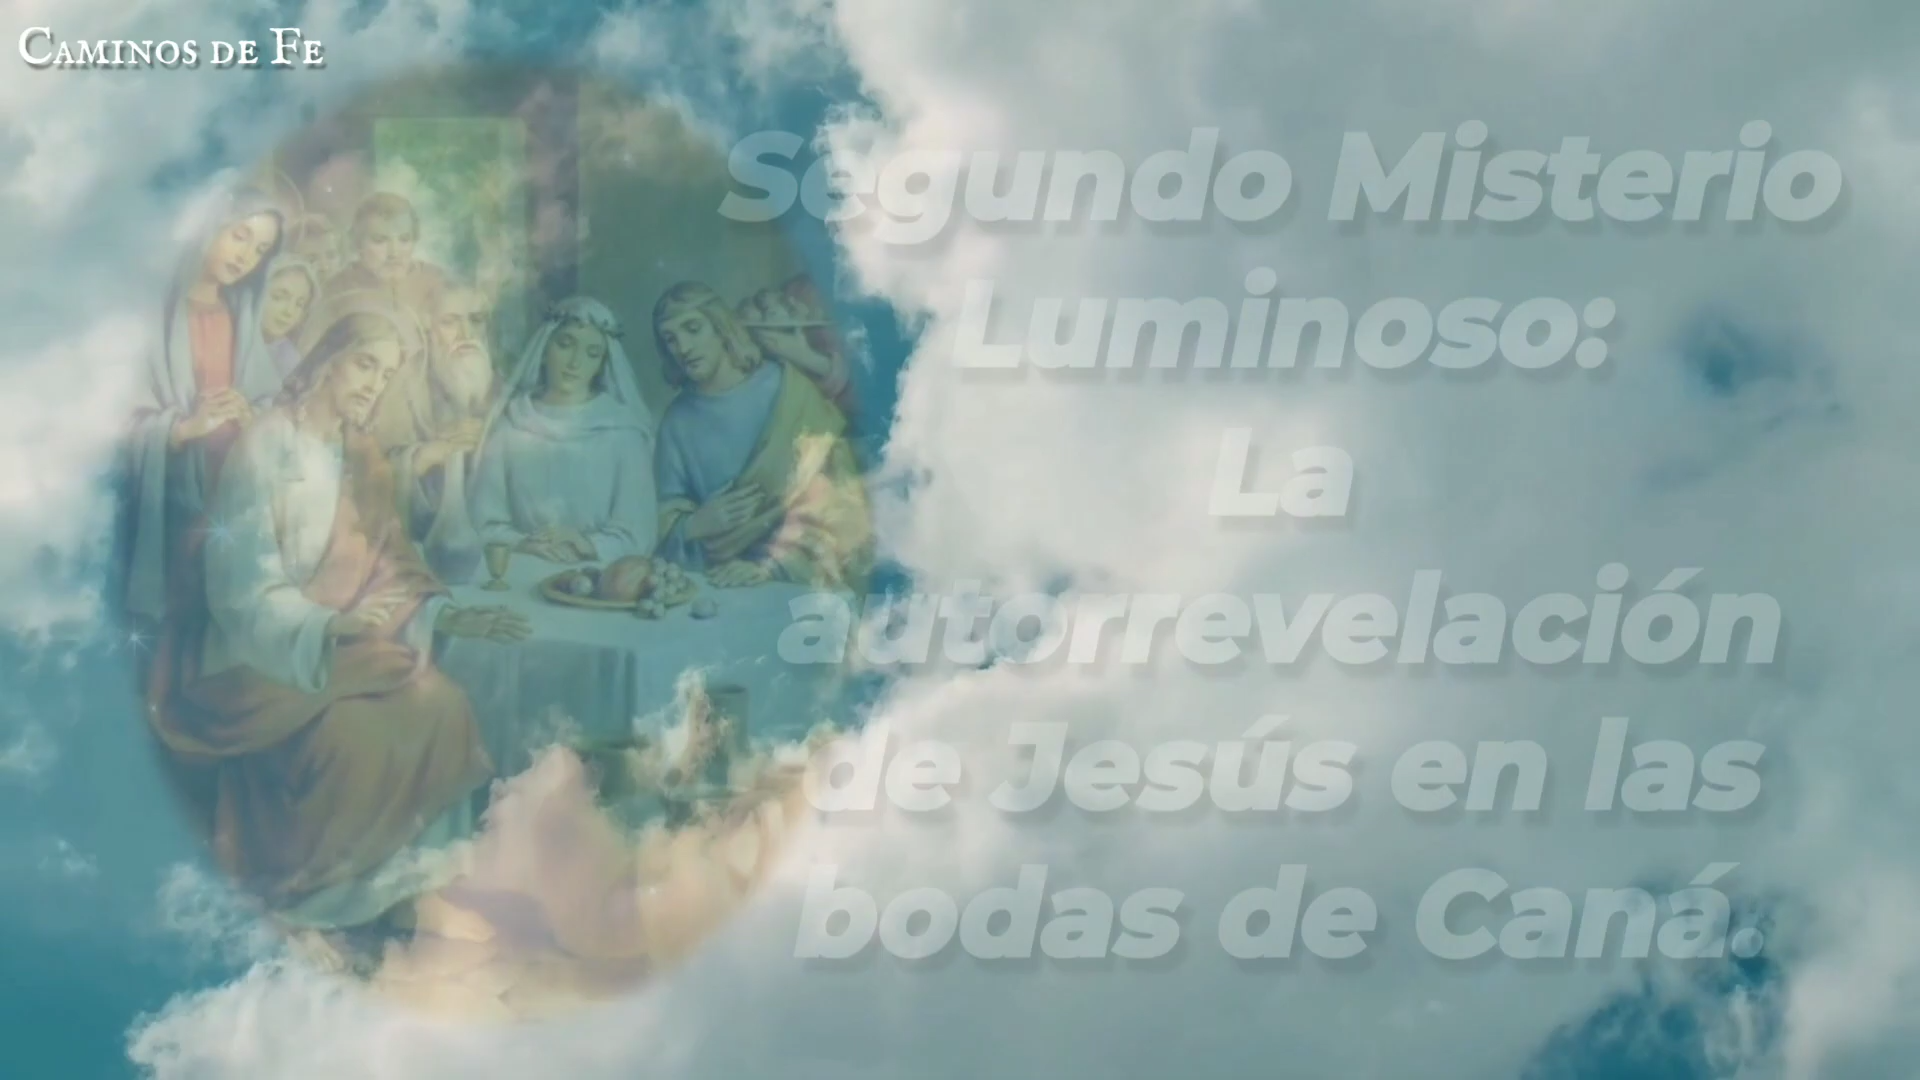 Caminos de Fe
Segundo Misterio
Luminoso:
La
autorrevelación
de Jesús en las
bodas de Caná.